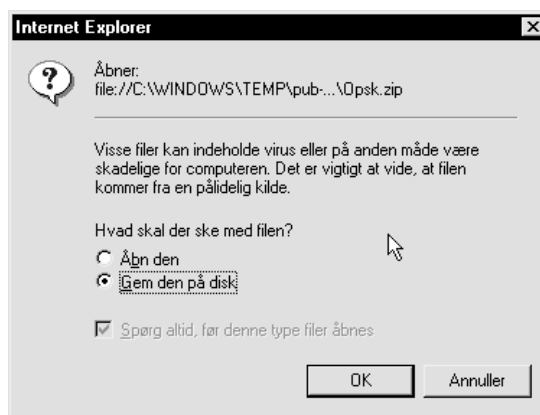 Internet Explorer
Åbner:
file://C:\WINDOWS\TEMP\pub-...\Opsk.zip
Visse filer kan indeholde virus eller på anden måde være
skadelige for computeren. Det er vigtigt at vide, at filen
kommer fra en pålidelig kilde.
Hvad skal der ske med filen?
Åbn den
Gem den på disk
Spørg altid, før denne type filer åbnes
OK
Annuller